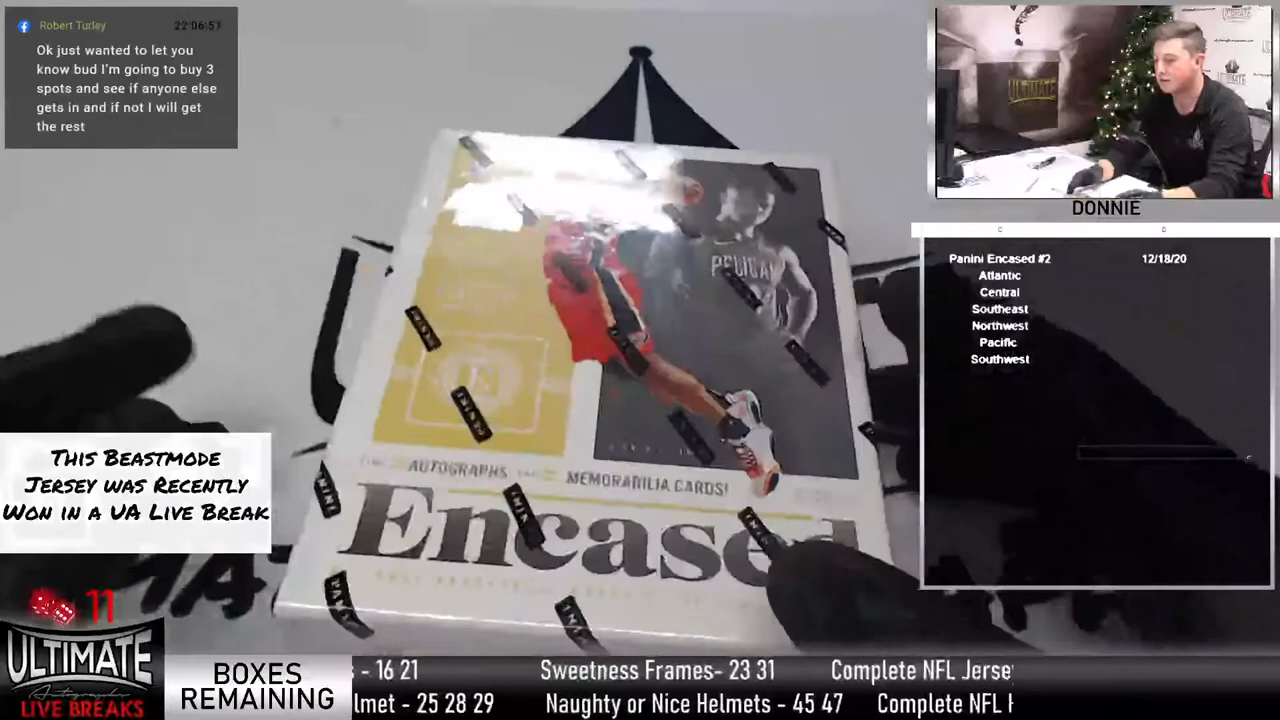 Robert Turley 22:06:57
Ok just wanted to let you
know bud I'm going to buy 3
spots and see if anyone else
gets in and if not I will get
the rest
ULTIMATE
DONNIE
Panini Encased #2 12/18/20
Atlantic
Central
Southeast
Northwest
Pacific
Southwest
PELICAN
AUTOGRAPHS
MEMORABILIA CARDS!
Encased
THIS BEASTMODE
JERSEY WAS RECENTLY
WON IN A UA LIVE BREAK
11
ULTIMATE
Autographs
LIVE BREAKS
BOXES
REMAINING
s - 16 21 Sweetness Frames- 23 31 Complete NFL Jerse
lmet - 25 28 29 Naughty or Nice Helmets - 45 47 Complete NFL H